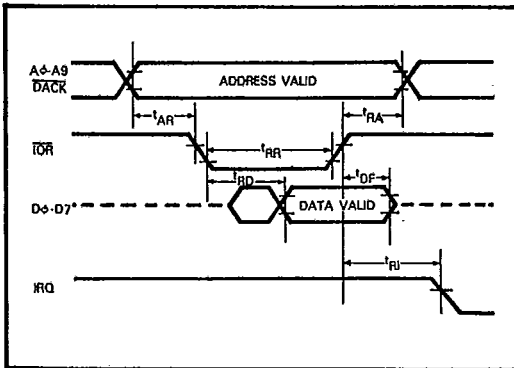 Aϕ-A9
DACK
ADDRESS VALID
tAR
tRA
IOR
tRR
tRD
tDF
Dϕ-D7
DATA VALID
tRI
IRQ